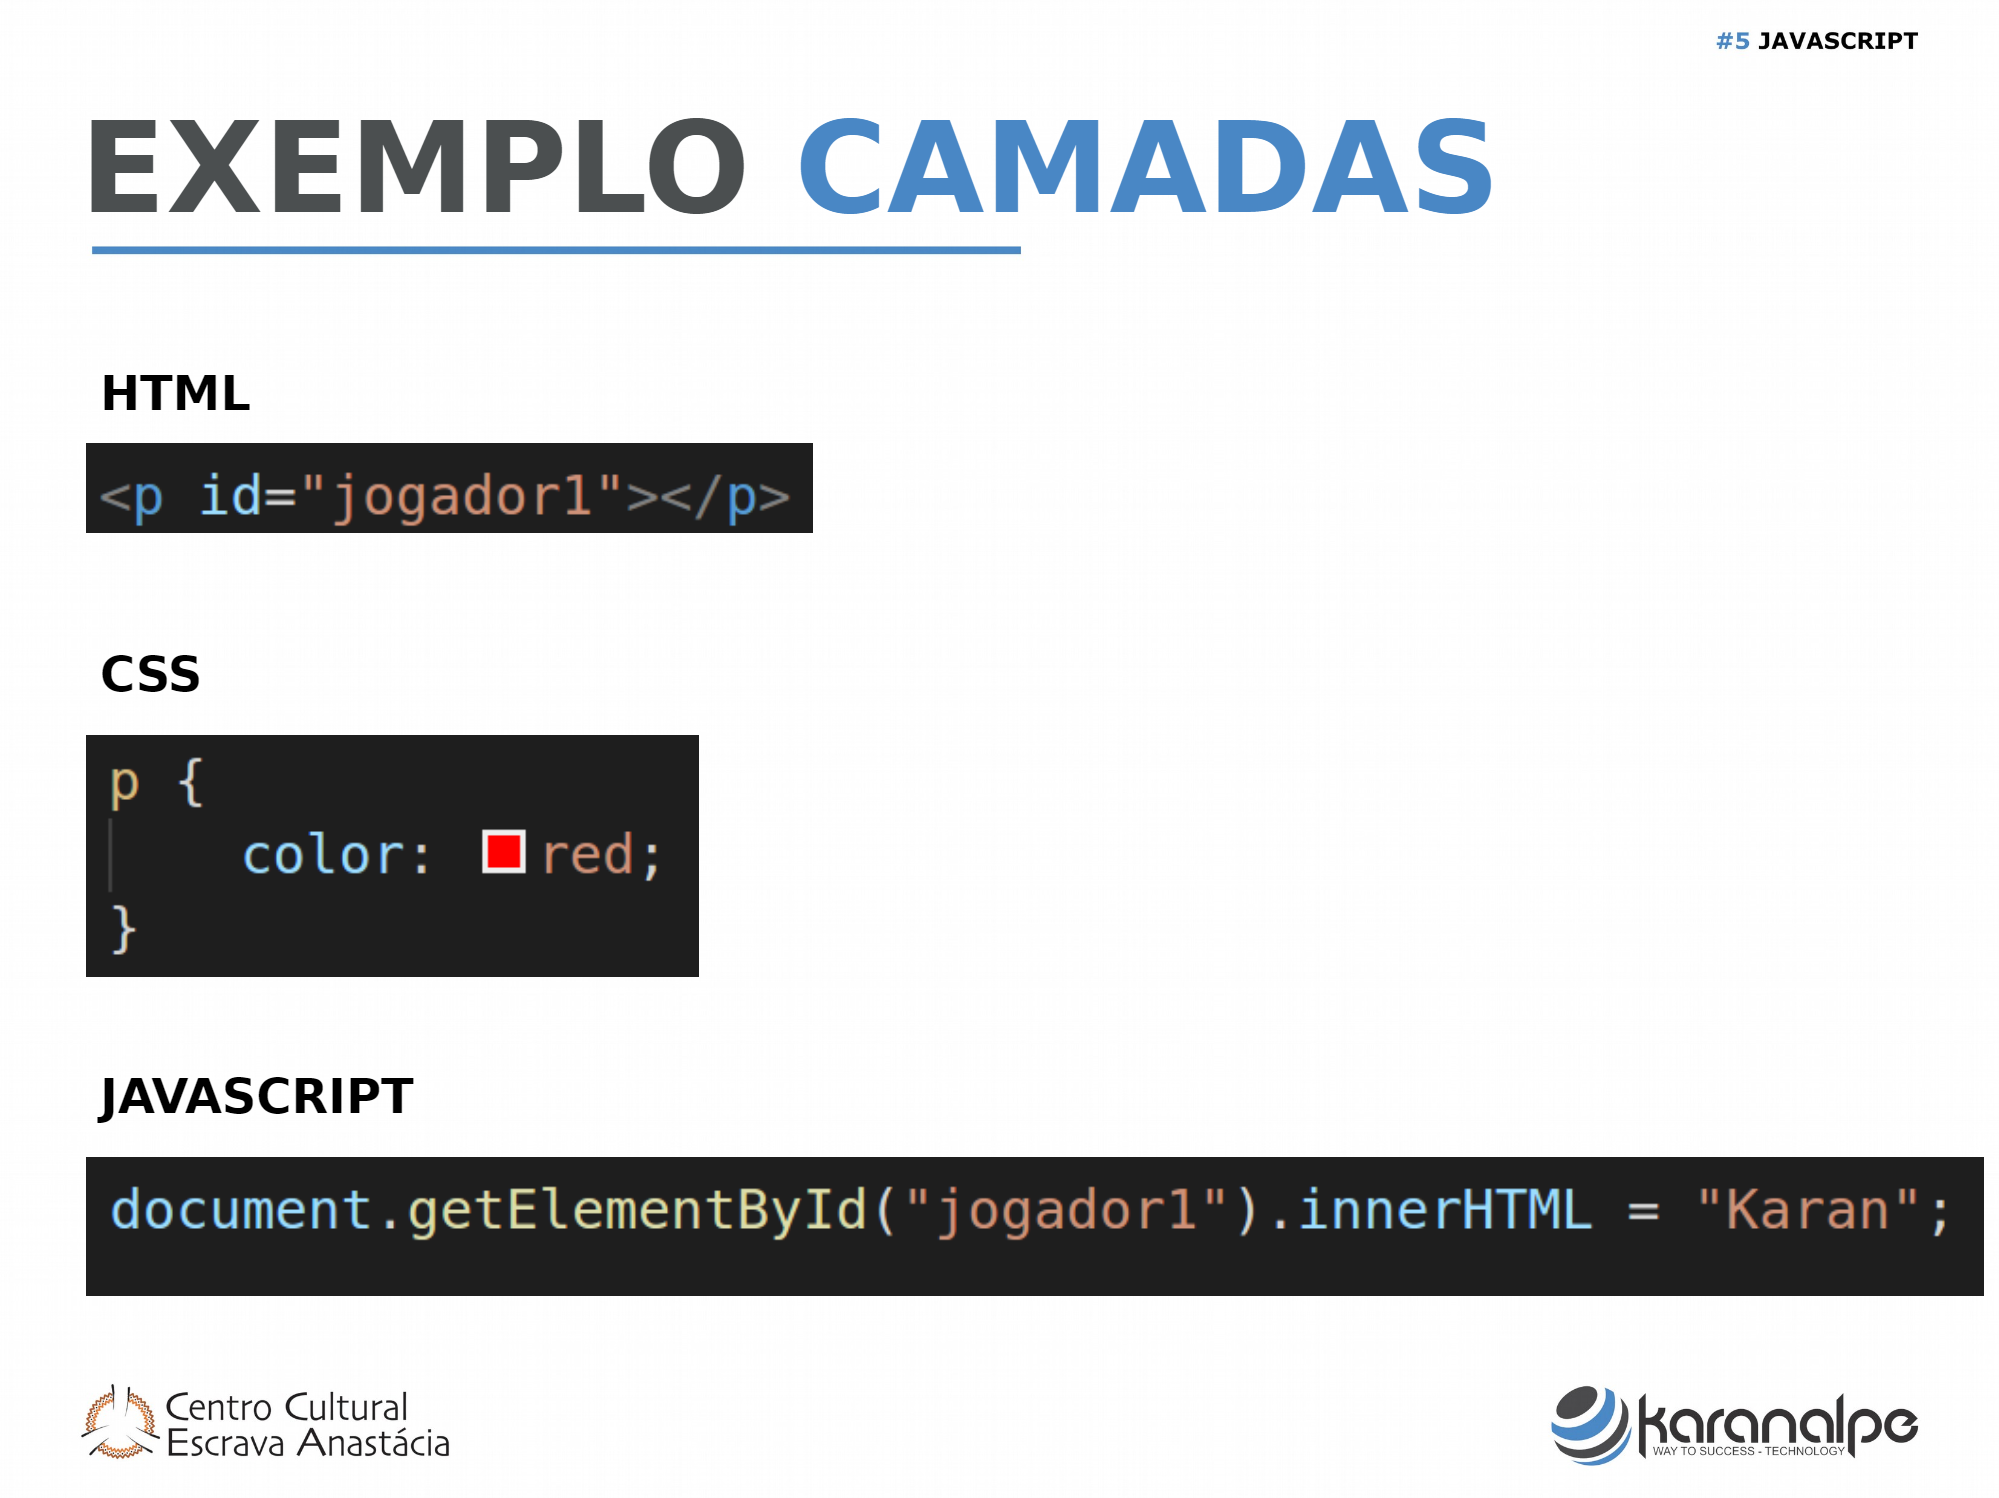 #5 JAVASCRIPT
EXEMPLO CAMADAS
HTML
<p id="jogador1"></p>
CSS
p {
color: red;
}
JAVASCRIPT
document.getElementById("jogador1").innerHTML = "Karan";
Centro Cultural
Escrava Anastácia
karanalpe
WAY TO SUCCESS - TECHNOLOGY